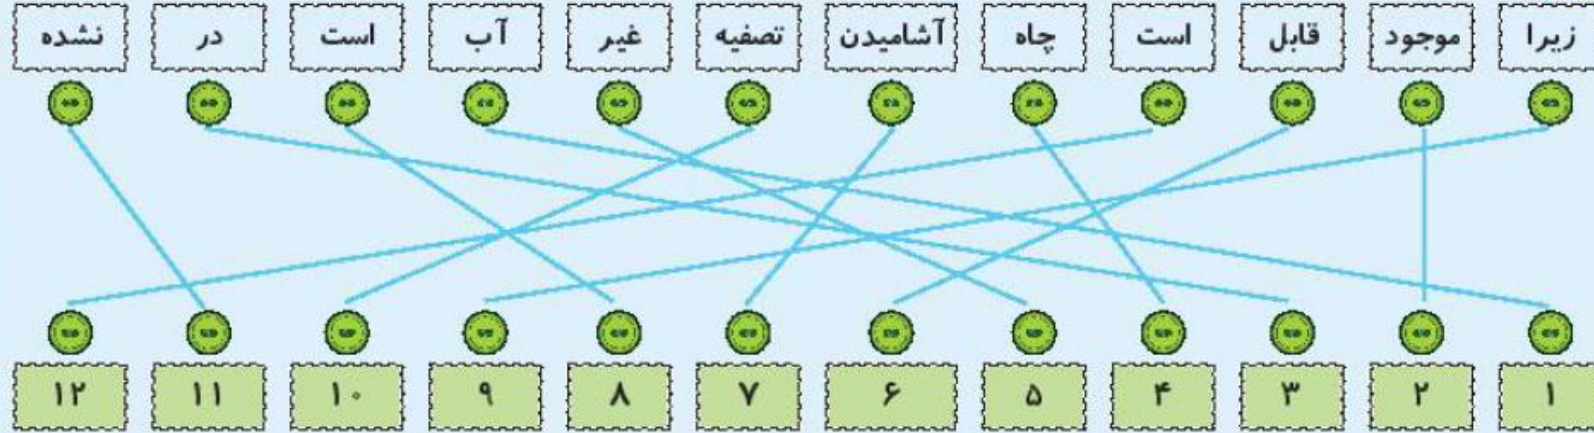 زیرا موجود قابل است چاه آشامیدن تصفیه غیر آب است در نشده
۱ ۲ ۳ ۴ ۵ ۶ ۷ ۸ ۹ ۱۰ ۱۱ ۱۲